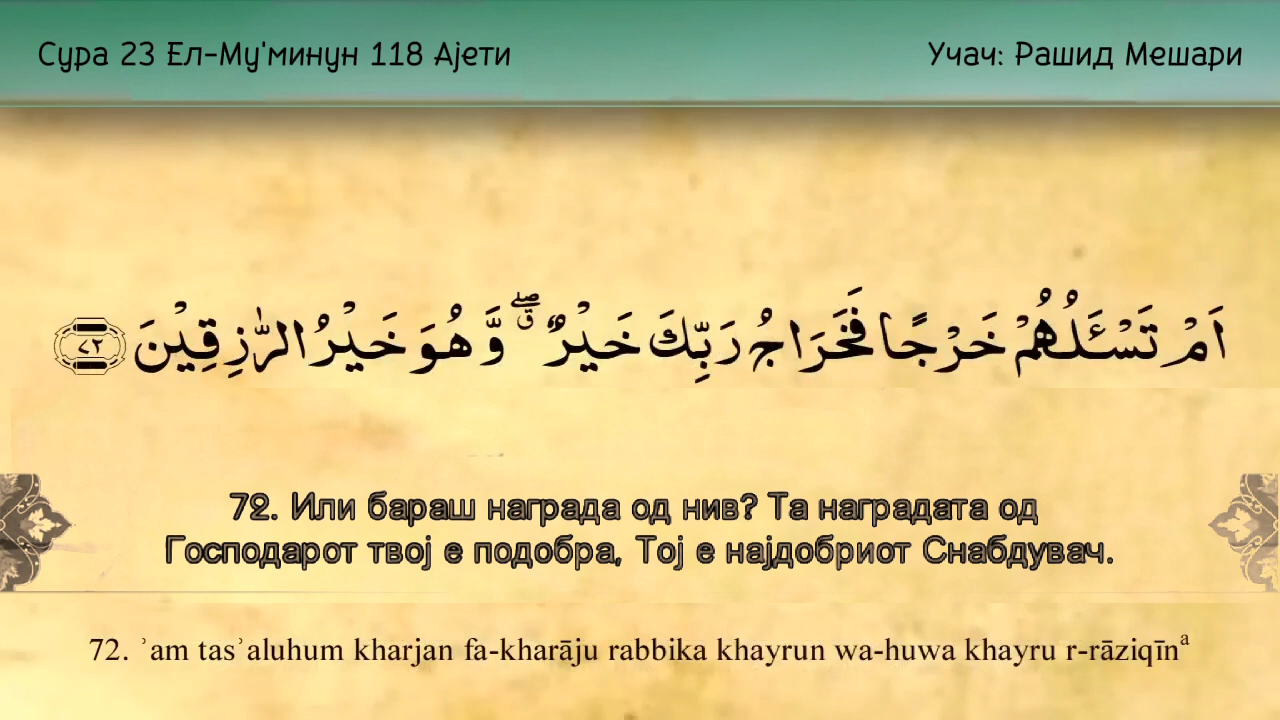 Сура 23 Ел-Му'минун 118 Ајети
Учач: Рашид Мешари
اَمْ تَسْـَٔلُهُمْ خَرْجًا فَخَرَاجُ رَبِّكَ خَيْرٌ ۖۗ وَّهُوَ خَيْرُ الرّٰزِقِيْنَ ﴿٧٢﴾
72. Или бараш награда од нив? Та наградата од
Господарот твој е подобра, Тој е најдобриот Снабдувач.
72. ʾam tasʾaluhum kharjan fa-kharāju rabbika khayrun wa-huwa khayru r-rāziqīnᵃ